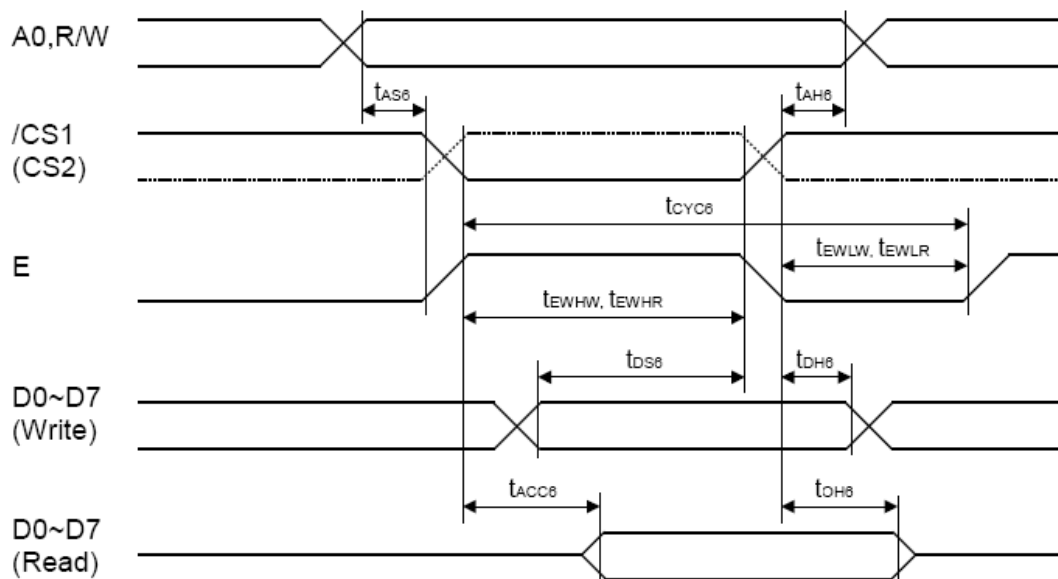 A0,R/W
tAS6
tAH6
/CS1
(CS2)
tCYC6
tEWLW, tEWLR
E
tEWHW, tEWHR
tDS6
tDH6
D0~D7
(Write)
tACC6
tOH6
D0~D7
(Read)